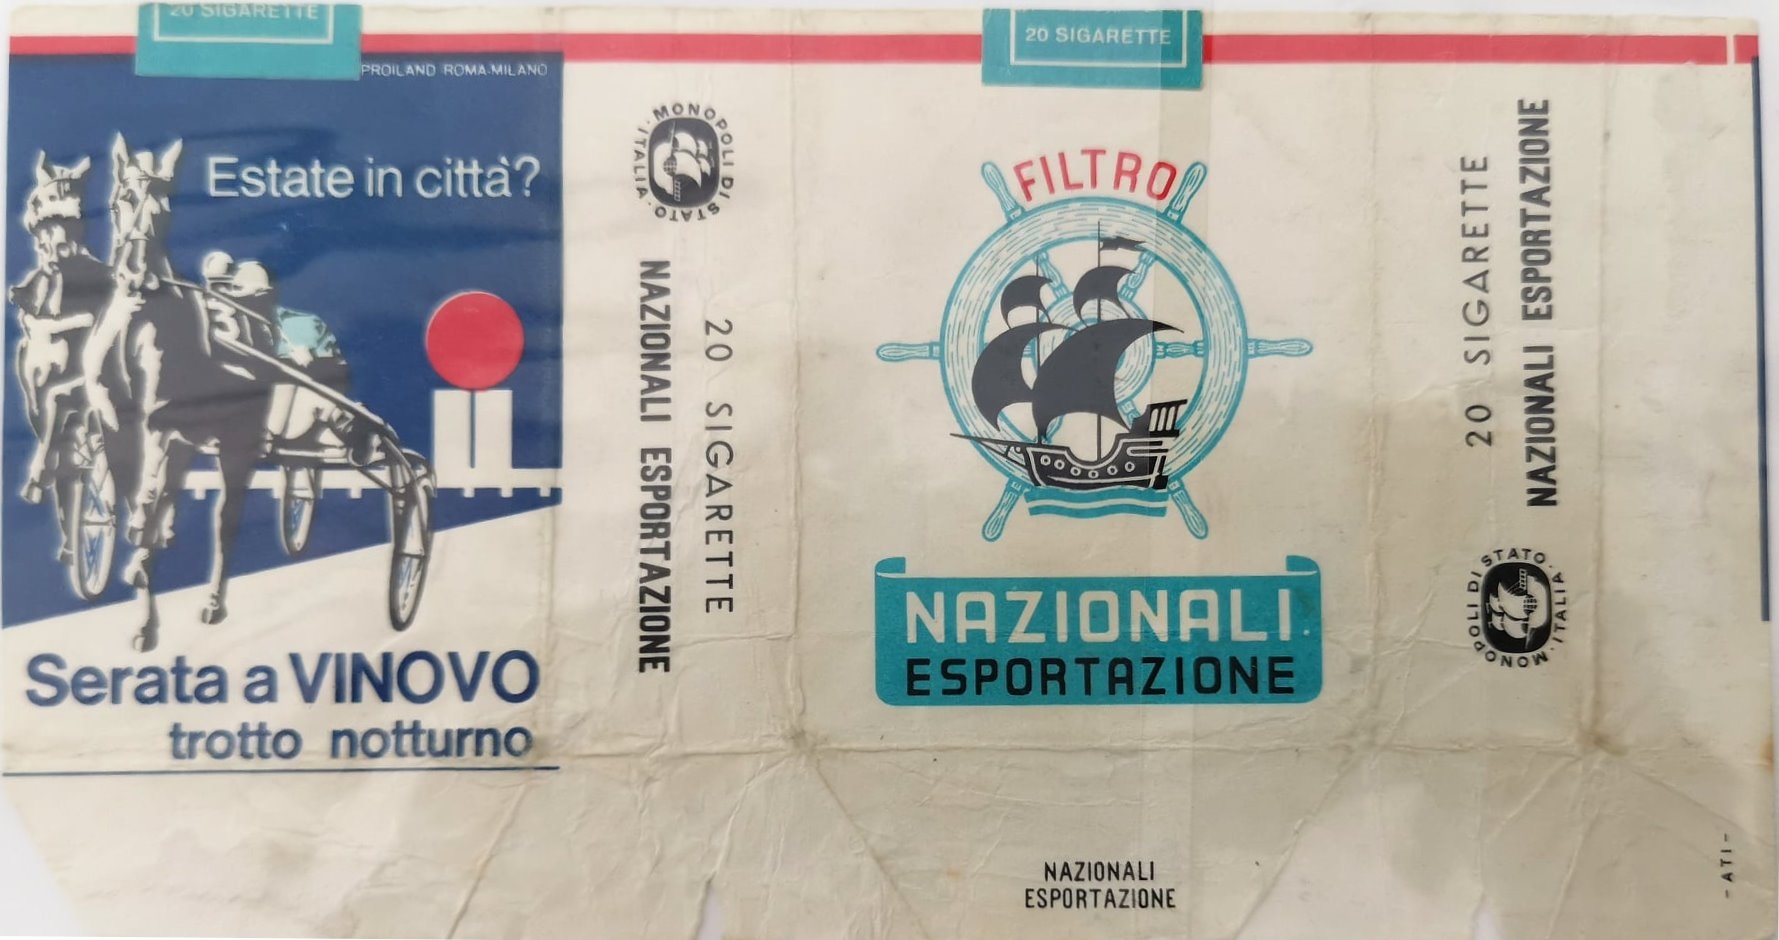 20 SIGARETTE
PROILAND ROMA-MILANO
Estate in città?
3
Serata a VINOVO
trotto notturno
MONOPOLI DI STATO · ITALIA ·
NAZIONALI ESPORTAZIONE
20 SIGARETTE
20 SIGARETTE
FILTRO
NAZIONALI
ESPORTAZIONE
NAZIONALI
ESPORTAZIONE
20 SIGARETTE
NAZIONALI ESPORTAZIONE
MONOPOLI DI STATO · ITALIA ·
- ATI -